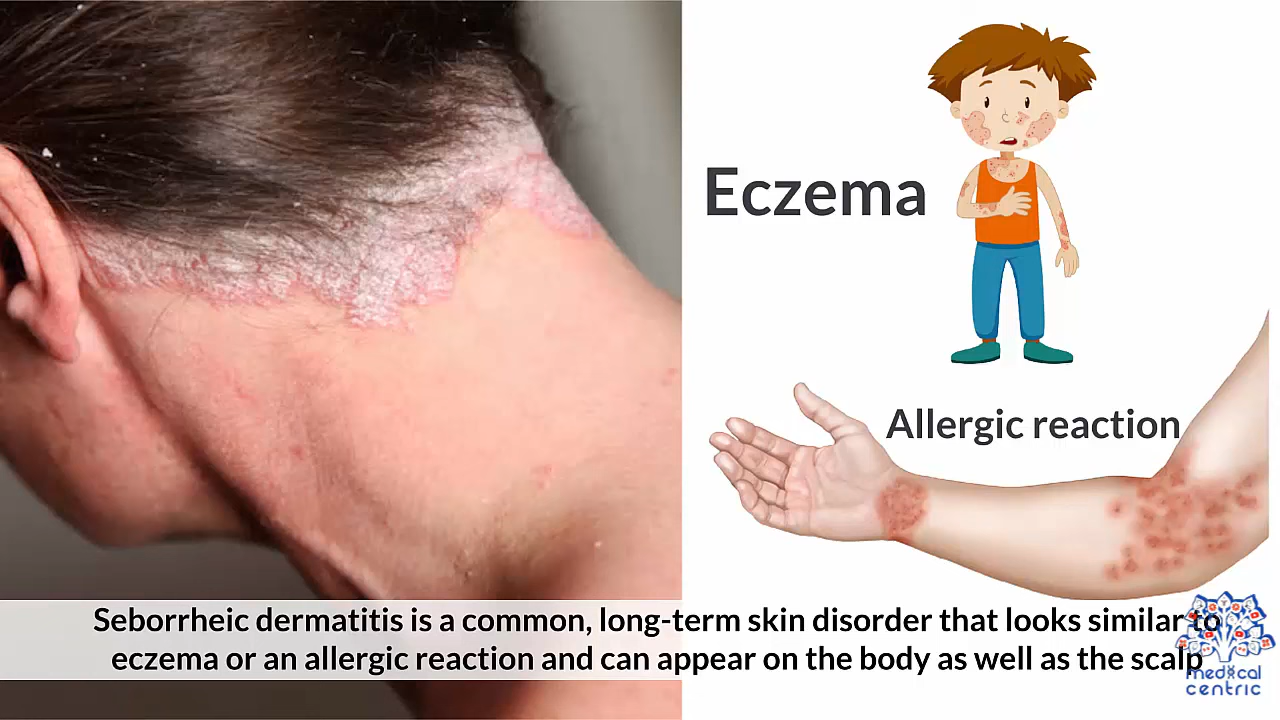 Eczema
Allergic reaction
Seborrheic dermatitis is a common, long-term skin disorder that looks similar to
eczema or an allergic reaction and can appear on the body as well as the scalp
medical
centric